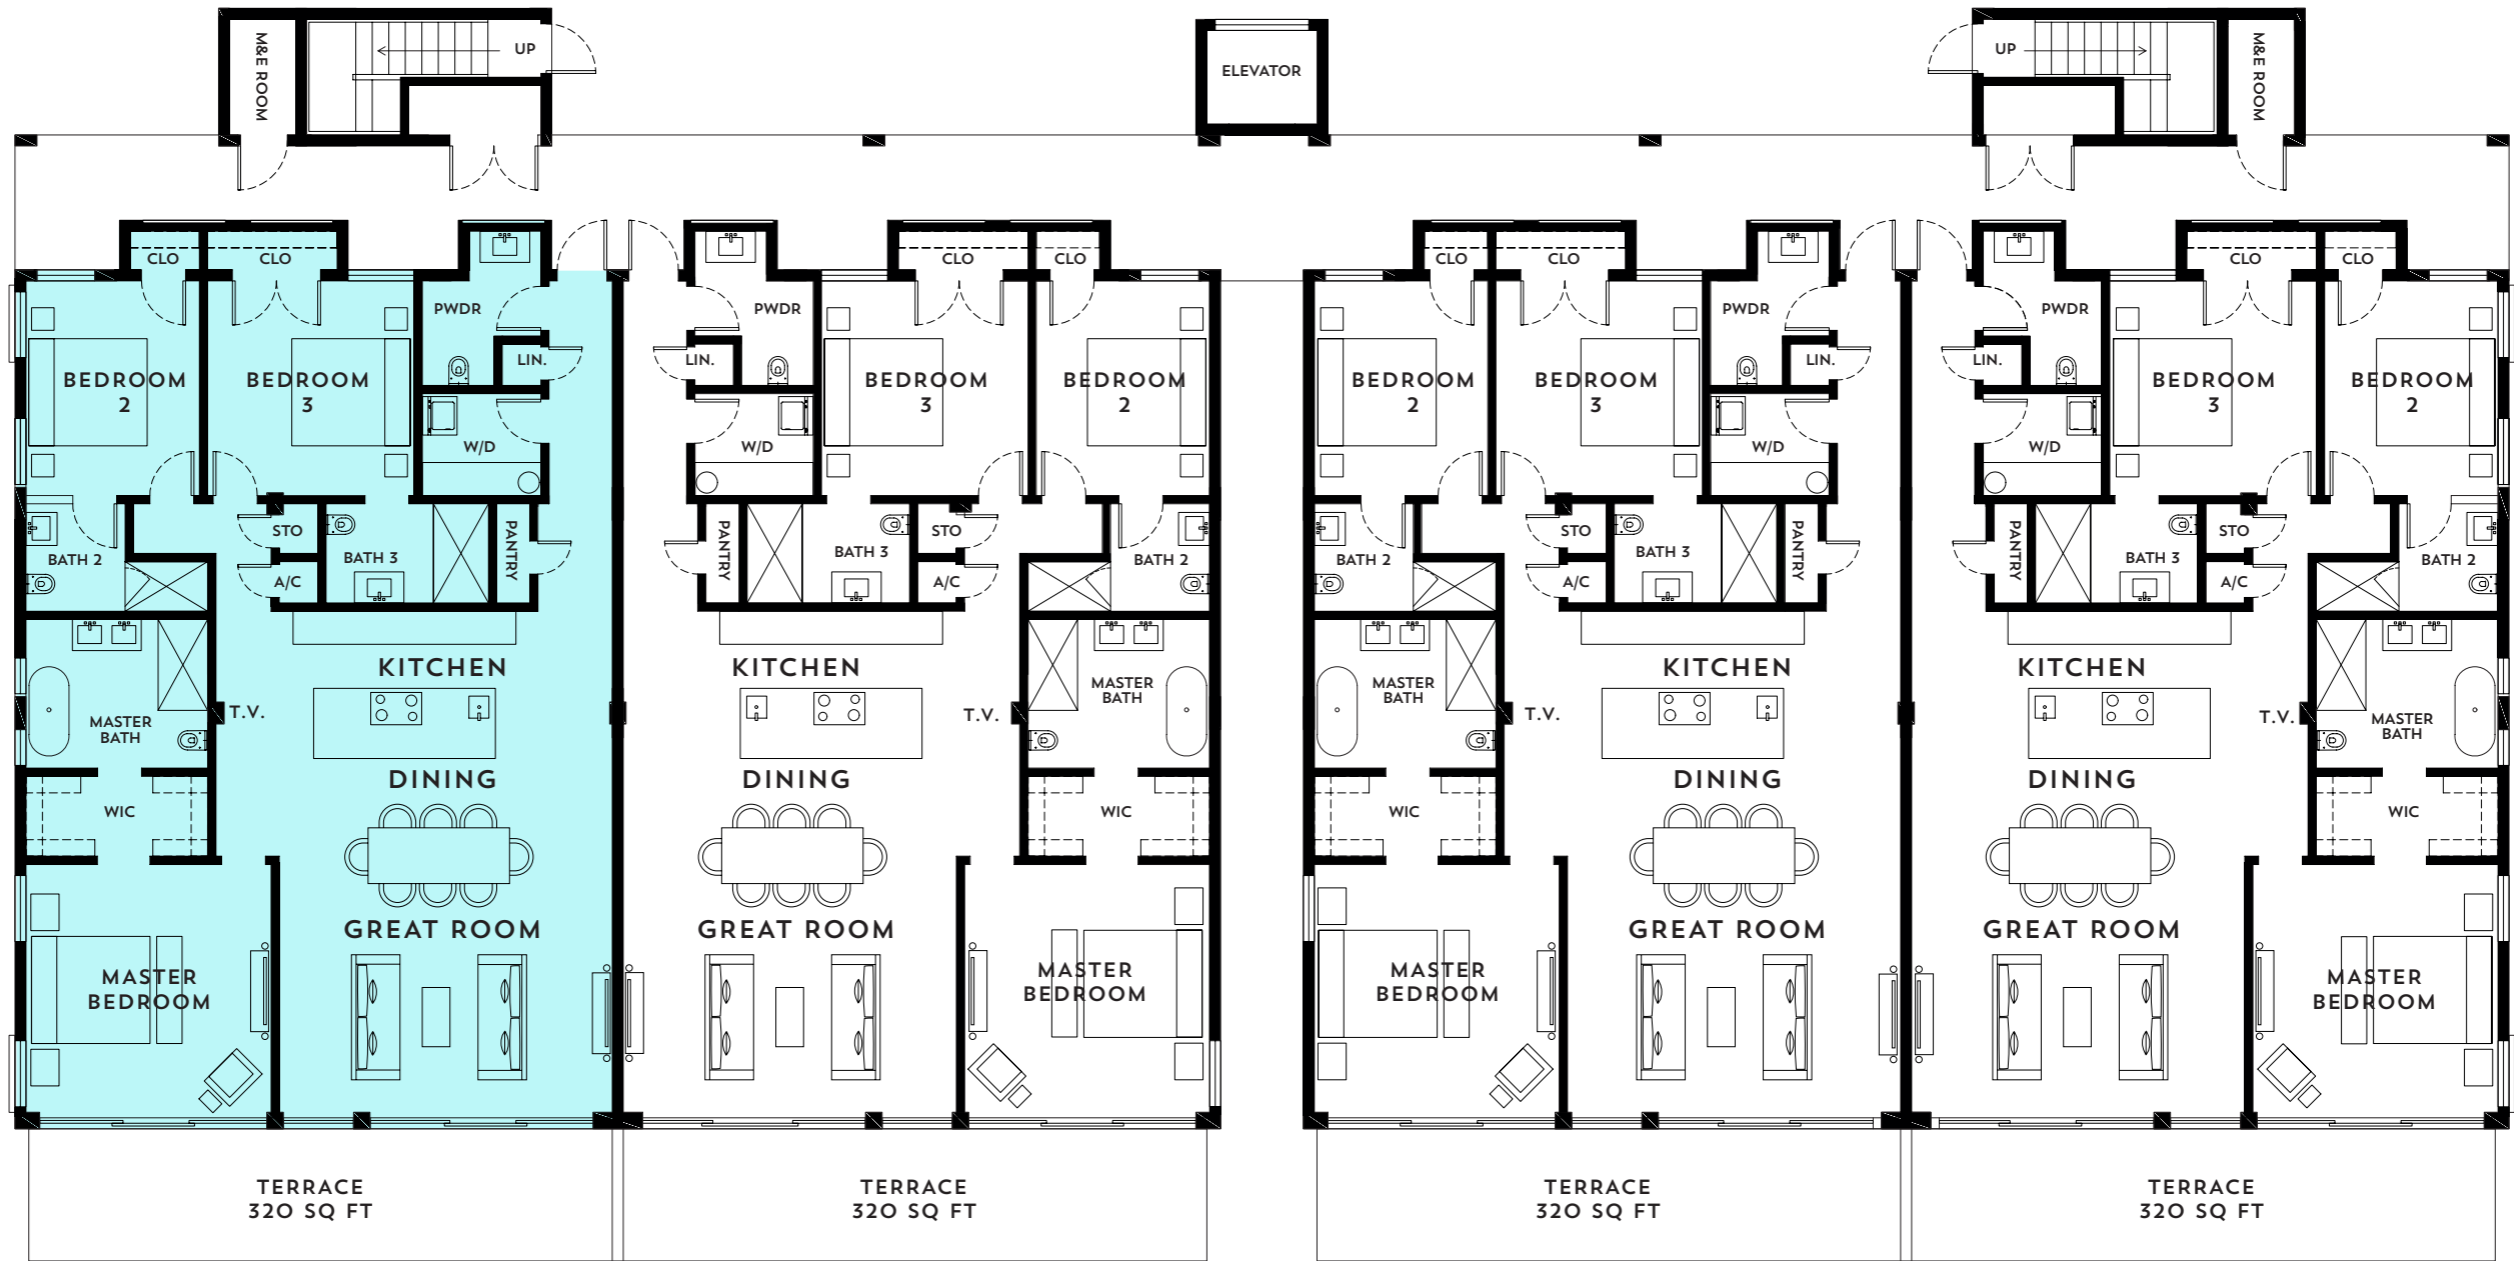 M&E ROOM
UP
ELEVATOR
UP
M&E ROOM
CLO
CLO
CLO
CLO
CLO
CLO
CLO
CLO
PWDR
PWDR
PWDR
PWDR
LIN.
LIN.
LIN.
LIN.
BEDROOM
2
BEDROOM
3
BEDROOM
3
BEDROOM
2
BEDROOM
2
BEDROOM
3
BEDROOM
3
BEDROOM
2
W/D
W/D
W/D
W/D
STO
PANTRY
PANTRY
STO
STO
PANTRY
PANTRY
STO
BATH 2
BATH 3
BATH 3
BATH 2
BATH 2
BATH 3
BATH 3
BATH 2
A/C
A/C
A/C
A/C
KITCHEN
KITCHEN
KITCHEN
KITCHEN
MASTER
BATH
T.V.
T.V.
MASTER
BATH
MASTER
BATH
T.V.
T.V.
MASTER
BATH
DINING
DINING
DINING
DINING
WIC
WIC
WIC
WIC
GREAT ROOM
GREAT ROOM
GREAT ROOM
GREAT ROOM
MASTER
BEDROOM
MASTER
BEDROOM
MASTER
BEDROOM
MASTER
BEDROOM
TERRACE
320 SQ FT
TERRACE
320 SQ FT
TERRACE
320 SQ FT
TERRACE
320 SQ FT